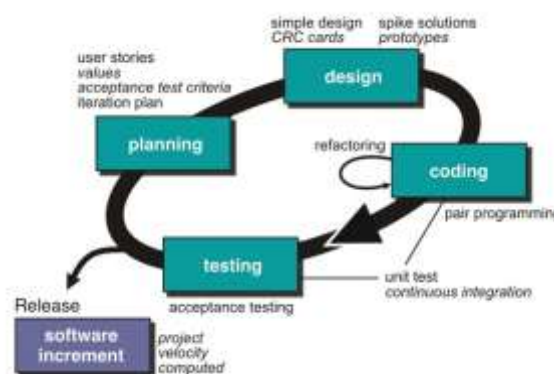 simple design
CRC cards
spike solutions
prototypes
design
user stories
values
acceptance test criteria
iteration plan
planning
refactoring
coding
pair programming
testing
unit test
continuous integration
acceptance testing
Release
software
increment
project
velocity
computed